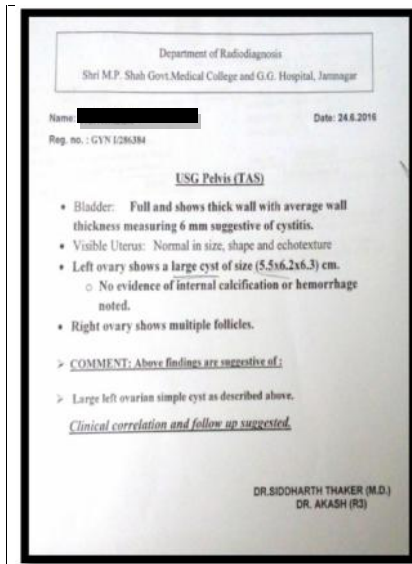 Department of Radiodiagnosis
Shri M.P. Shah Govt.Medical College and G.G. Hospital, Jamnagar
Name:
Date: 24.6.2016
Reg. no. : GYN I/286384
USG Pelvis (TAS)
• Bladder: Full and shows thick wall with average wall
thickness measuring 6 mm suggestive of cystitis.
• Visible Uterus: Normal in size, shape and echotexture
• Left ovary shows a large cyst of size (5.5x6.2x6.3) cm.
o No evidence of internal calcification or hemorrhage
noted.
• Right ovary shows multiple follicles.
➢ COMMENT: Above findings are suggestive of :
➢ Large left ovarian simple cyst as described above.
Clinical correlation and follow up suggested.
DR.SIDDHARTH THAKER (M.D.)
DR. AKASH (R3)